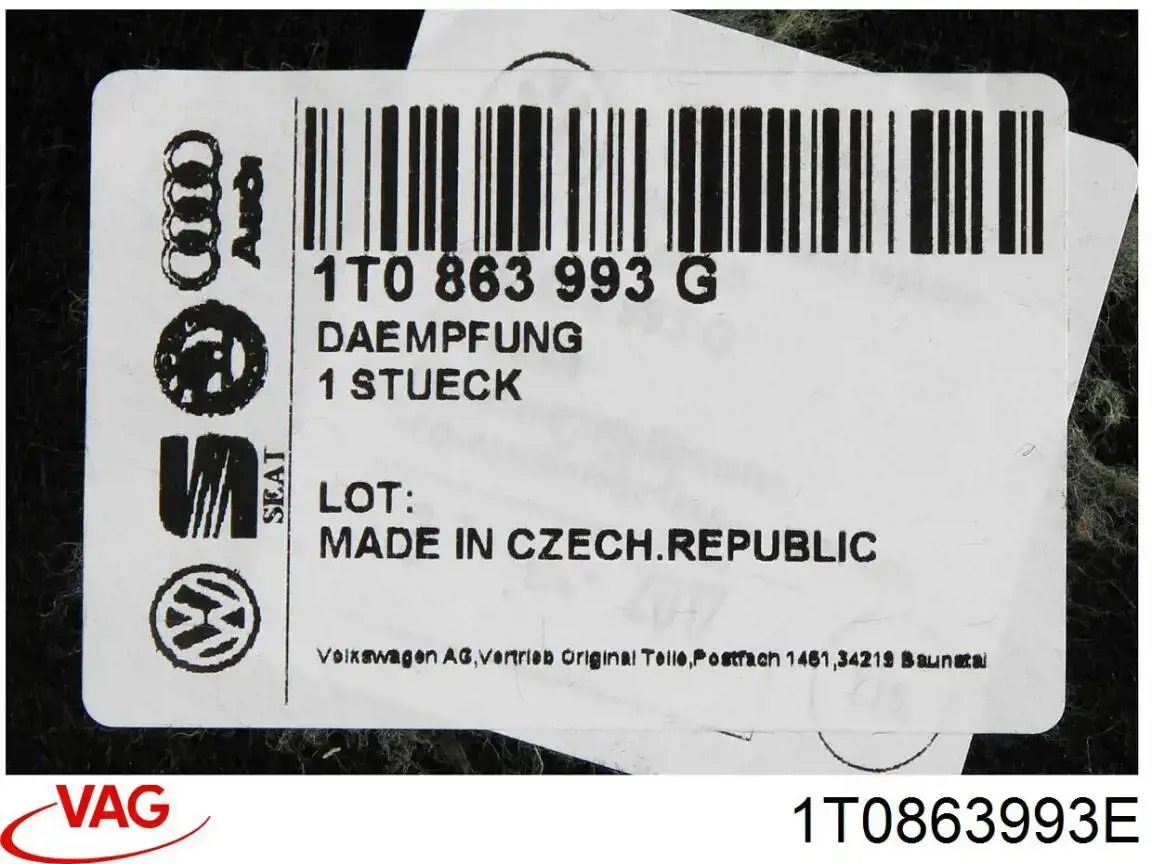 Audi
1T0 863 993 G
DAEMPFUNG
1 STUECK
SEAT
LOT:
MADE IN CZECH.REPUBLIC
Volkswagen AG,Vertrieb Original Teile,Postfach 1451,34219 Baunatal
VAG
1T0863993E